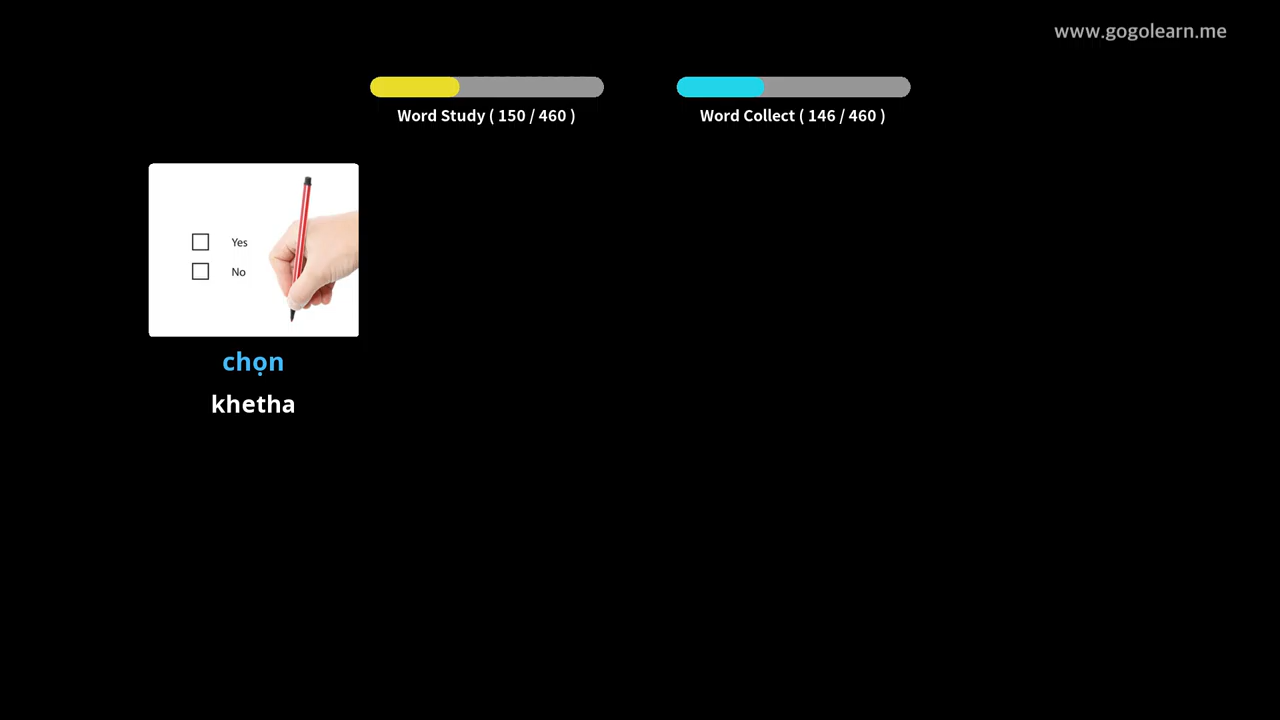 www.gogolearn.me
Word Study ( 150 / 460 )
Word Collect ( 146 / 460 )
Yes
No
chọn
khetha